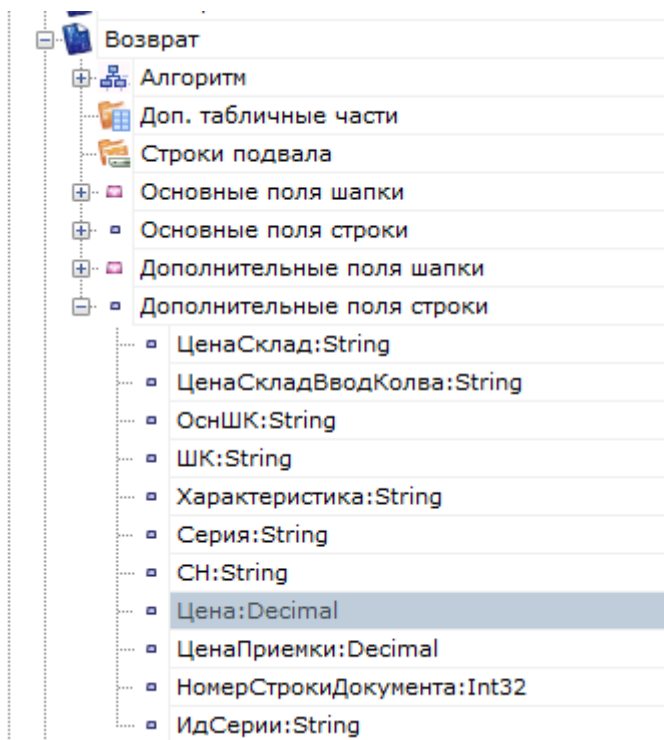 Возврат
Алгоритм
Доп. табличные части
Строки подвала
Основные поля шапки
Основные поля строки
Дополнительные поля шапки
Дополнительные поля строки
ЦенаСклад:String
ЦенаСкладВводКолва:String
ОснШК:String
ШК:String
Характеристика:String
Серия:String
СН:String
Цена:Decimal
ЦенаПриемки:Decimal
НомерСтрокиДокумента:Int32
ИдСерии:String